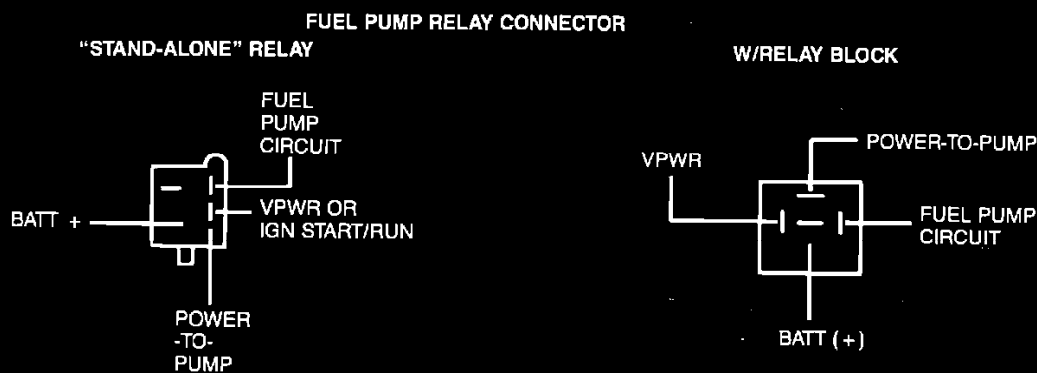 FUEL PUMP RELAY CONNECTOR
"STAND-ALONE" RELAY
FUEL
PUMP
CIRCUIT
BATT +
VPWR OR
IGN START/RUN
POWER
-TO-
PUMP
W/RELAY BLOCK
POWER-TO-PUMP
VPWR
FUEL PUMP
CIRCUIT
BATT (+)